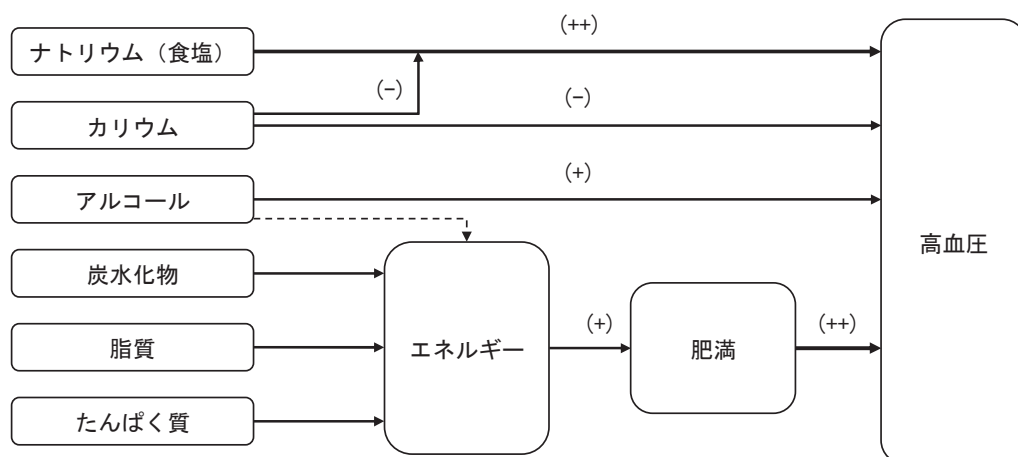 (++)
ナトリウム（食塩）
(−)
(−)
カリウム
(+)
アルコール
高血圧
炭水化物
(+)
(++)
脂質
エネルギー
肥満
たんぱく質